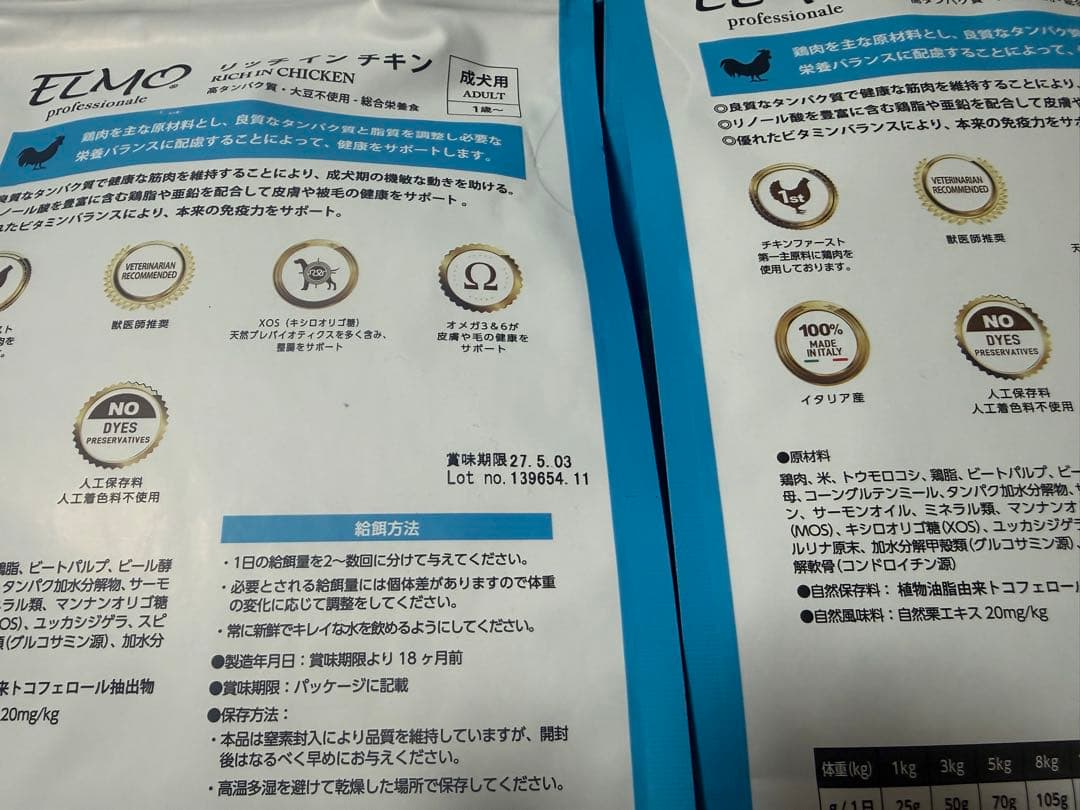 ELMO®
professionale
リッチ イン チキン
RICH IN CHICKEN
高タンパク質・大豆不使用・総合栄養食
成犬用
ADULT
1歳〜
鶏肉を主な原材料とし、良質なタンパク質と脂質を調整し必要な
栄養バランスに配慮することによって、健康をサポートします。
良質なタンパク質で健康な筋肉を維持することにより、成犬期の機敏な動きを助ける。
ノール酸を豊富に含む鶏脂や亜鉛を配合して皮膚や被毛の健康をサポート。
れたビタミンバランスにより、本来の免疫力をサポート。
VETERINARIAN
RECOMMENDED
獣医師推奨
XOS（キシロオリゴ糖）
天然プレバイオティクスを多く含み、
整腸をサポート
Ω
オメガ3＆6が
皮膚や毛の健康を
サポート
NO
DYES
PRESERVATIVES
人工保存料
人工着色料不使用
賞味期限27.5.03
Lot no.139654.11
給餌方法
・1日の給餌量を2〜数回に分けて与えてください。
・必要とされる給餌量には個体差がありますので体重
の変化に応じて調整をしてください。
・常に新鮮でキレイな水を飲めるようにしてください。
●製造年月日：賞味期限より18ヶ月前
●賞味期限：パッケージに記載
●保存方法：
・本品は窒素封入により品質を維持していますが、開封
後はなるべく早めにお与えください。
・高温多湿を避けて乾燥した場所で保存してください。
鶏脂、ビートパルプ、ビール酵
タンパク加水分解物、サーモ
ラル類、マンナンオリゴ糖
OS)、ユッカシジゲラ、スピ
(グルコサミン源)、加水分
来トコフェロール抽出物
20mg/kg
professionale
鶏肉を主な原材料とし、良質なタンパク
栄養バランスに配慮することによって、
◎良質なタンパク質で健康な筋肉を維持することにより、
◎リノール酸を豊富に含む鶏脂や亜鉛を配合して皮膚や
◎優れたビタミンバランスにより、本来の免疫力をサポ
1st
チキンファースト
第一主原料に鶏肉を
使用しております。
VETERINARIAN
RECOMMENDED
獣医師推奨
100%
MADE
IN ITALY
イタリア産
NO
DYES
PRESERVATIVES
人工保存料
人工着色料不使用
●原材料
鶏肉、米、トウモロコシ、鶏脂、ビートパルプ、ビー
母、コーングルテンミール、タンパク加水分解物、
ン、サーモンオイル、ミネラル類、マンナンオ
(MOS)、キシロオリゴ糖(XOS)、ユッカシジゲラ
ルリナ原末、加水分解甲殻類(グルコサミン源)、
解軟骨(コンドロイチン源)
●自然保存料：植物油脂由来トコフェロール
●自然風味料：自然栗エキス20mg/kg
体重(kg) 1kg 3kg 5kg 8kg
g/1日 25g 50g 70g 105g